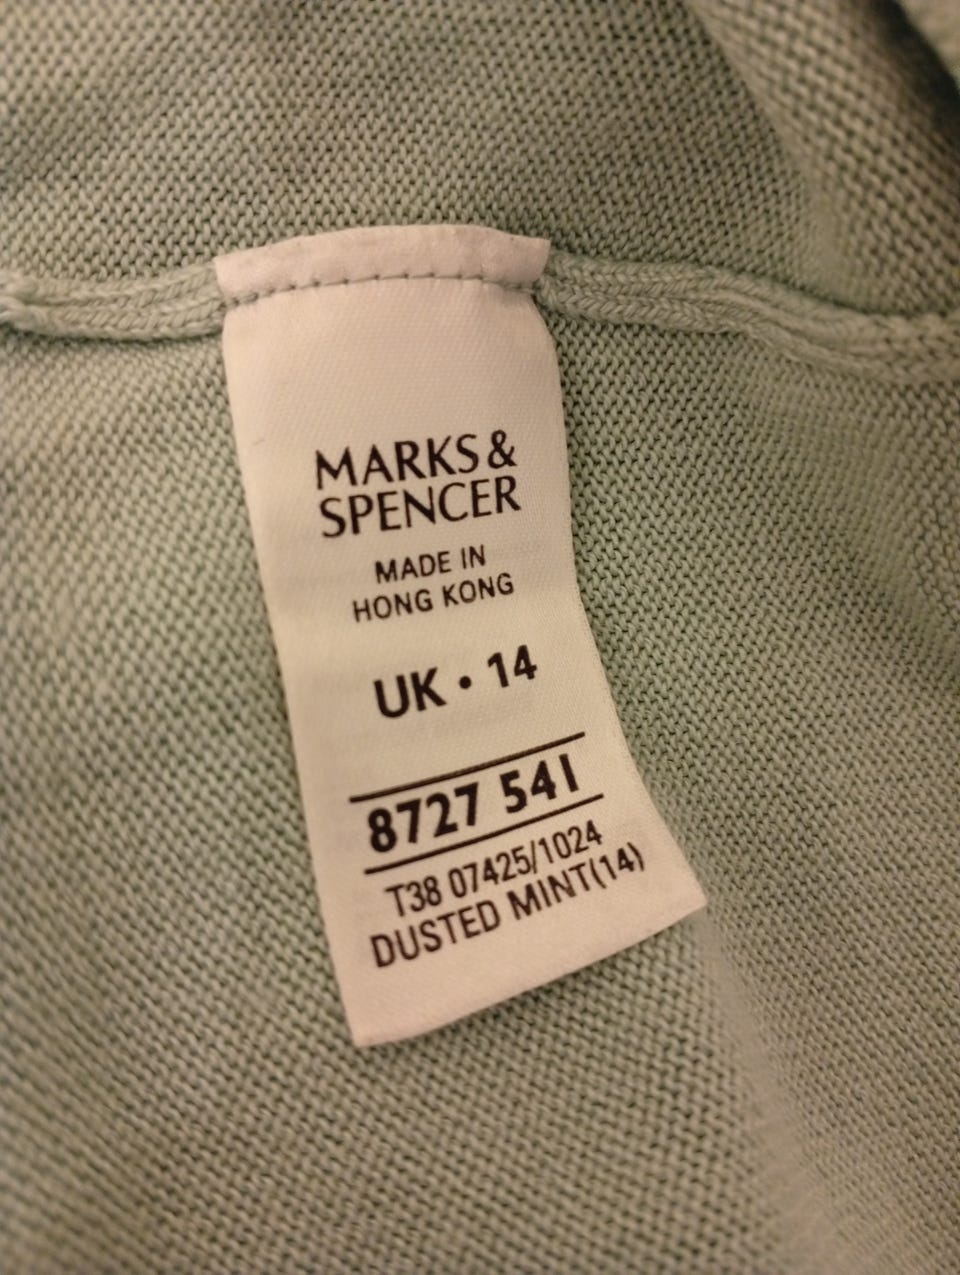 MARKS &
SPENCER
MADE IN
HONG KONG
UK • 14
8727 541
T38 07425/1024
DUSTED MINT(14)